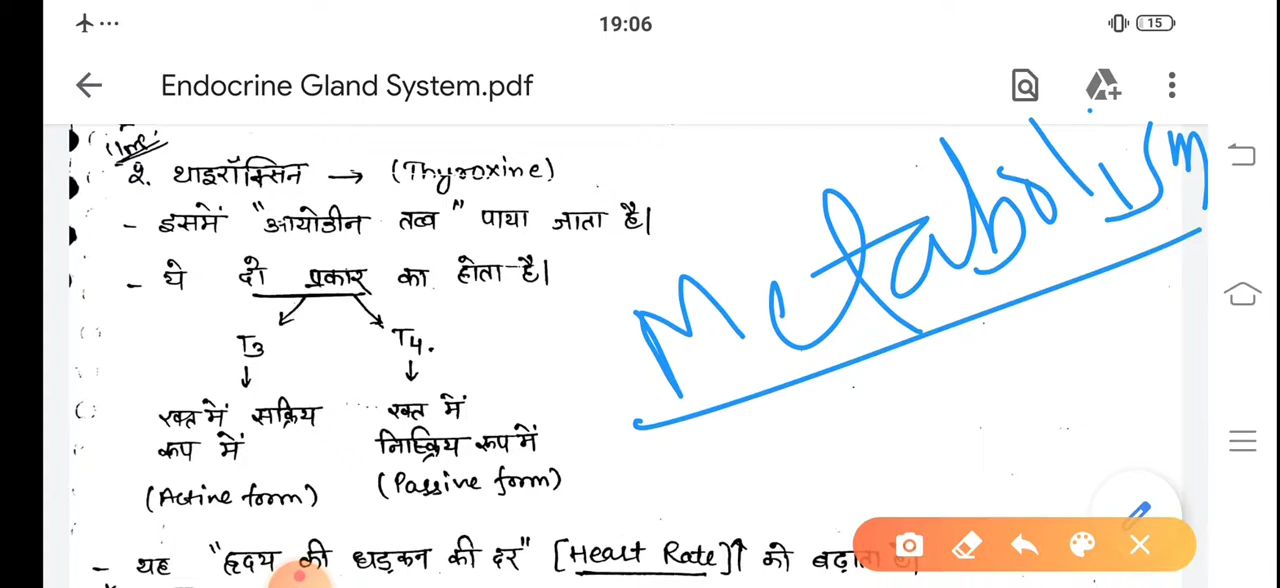 19:06
15
Endocrine Gland System.pdf
2. थाइरॉक्सिन → (Thyroxine)
- इसमें "आयोडीन तत्व" पाया जाता है।
- ये दो प्रकार का होता है।
T3 T4.
रक्त में सक्रिय रक्त में
रूप में निष्क्रिय रूप में
(Active form) (Passive form)
- यह "हृदय की धड़कन की दर" [Heart Rate]↑ को बढ़ाता है।
Metabolism